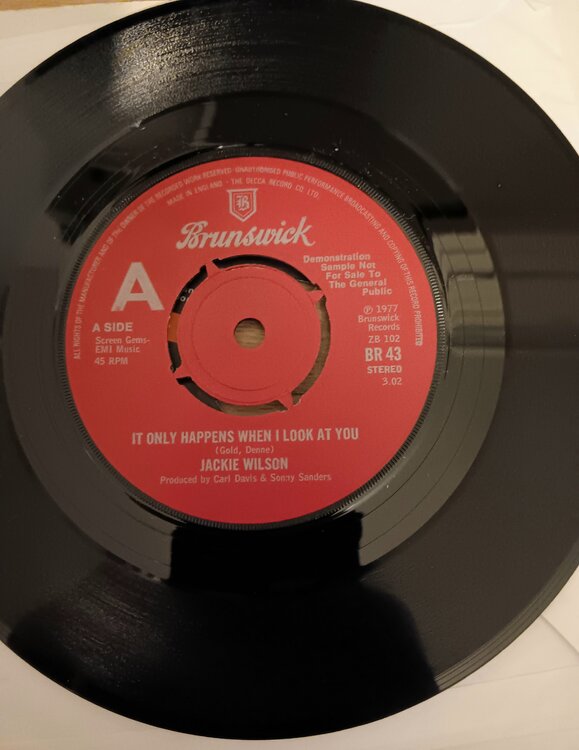 ALL RIGHTS OF THE MANUFACTURER AND OF THE OWNER OF THE RECORDED WORK RESERVED · UNAUTHORISED PUBLIC PERFORMANCE BROADCASTING AND COPYING OF THIS RECORD PROHIBITED
MADE IN ENGLAND · THE DECCA RECORD CO. LTD.
B
Brunswick
Demonstration
Sample Not
For Sale To
The General
Public
A
A SIDE
Screen Gems-
EMI Music
45 RPM
℗ 1977
Brunswick
Records
ZB 102
BR 43
STEREO
3.02
IT ONLY HAPPENS WHEN I LOOK AT YOU
(Gold, Denne)
JACKIE WILSON
Produced by Carl Davis & Sonny Sanders